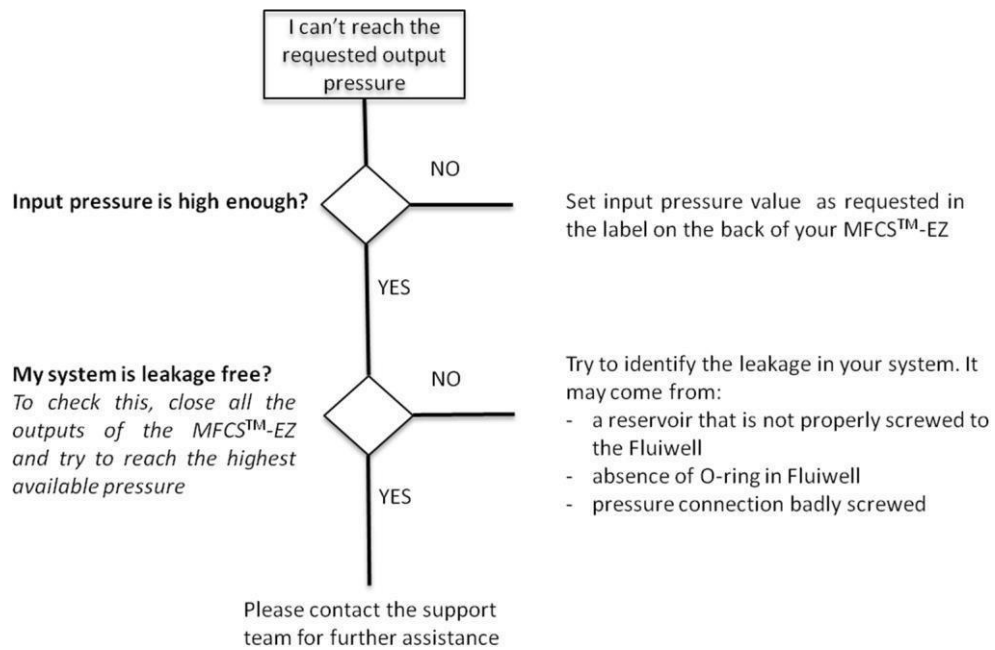 I can't reach the
requested output
pressure
NO
Input pressure is high enough?
Set input pressure value as requested in
the label on the back of your MFCS™-EZ
YES
My system is leakage free?
To check this, close all the
outputs of the MFCS™-EZ
and try to reach the highest
available pressure
NO
Try to identify the leakage in your system. It
may come from:
- a reservoir that is not properly screwed to
the Fluiwell
- absence of O-ring in Fluiwell
- pressure connection badly screwed
YES
Please contact the support
team for further assistance